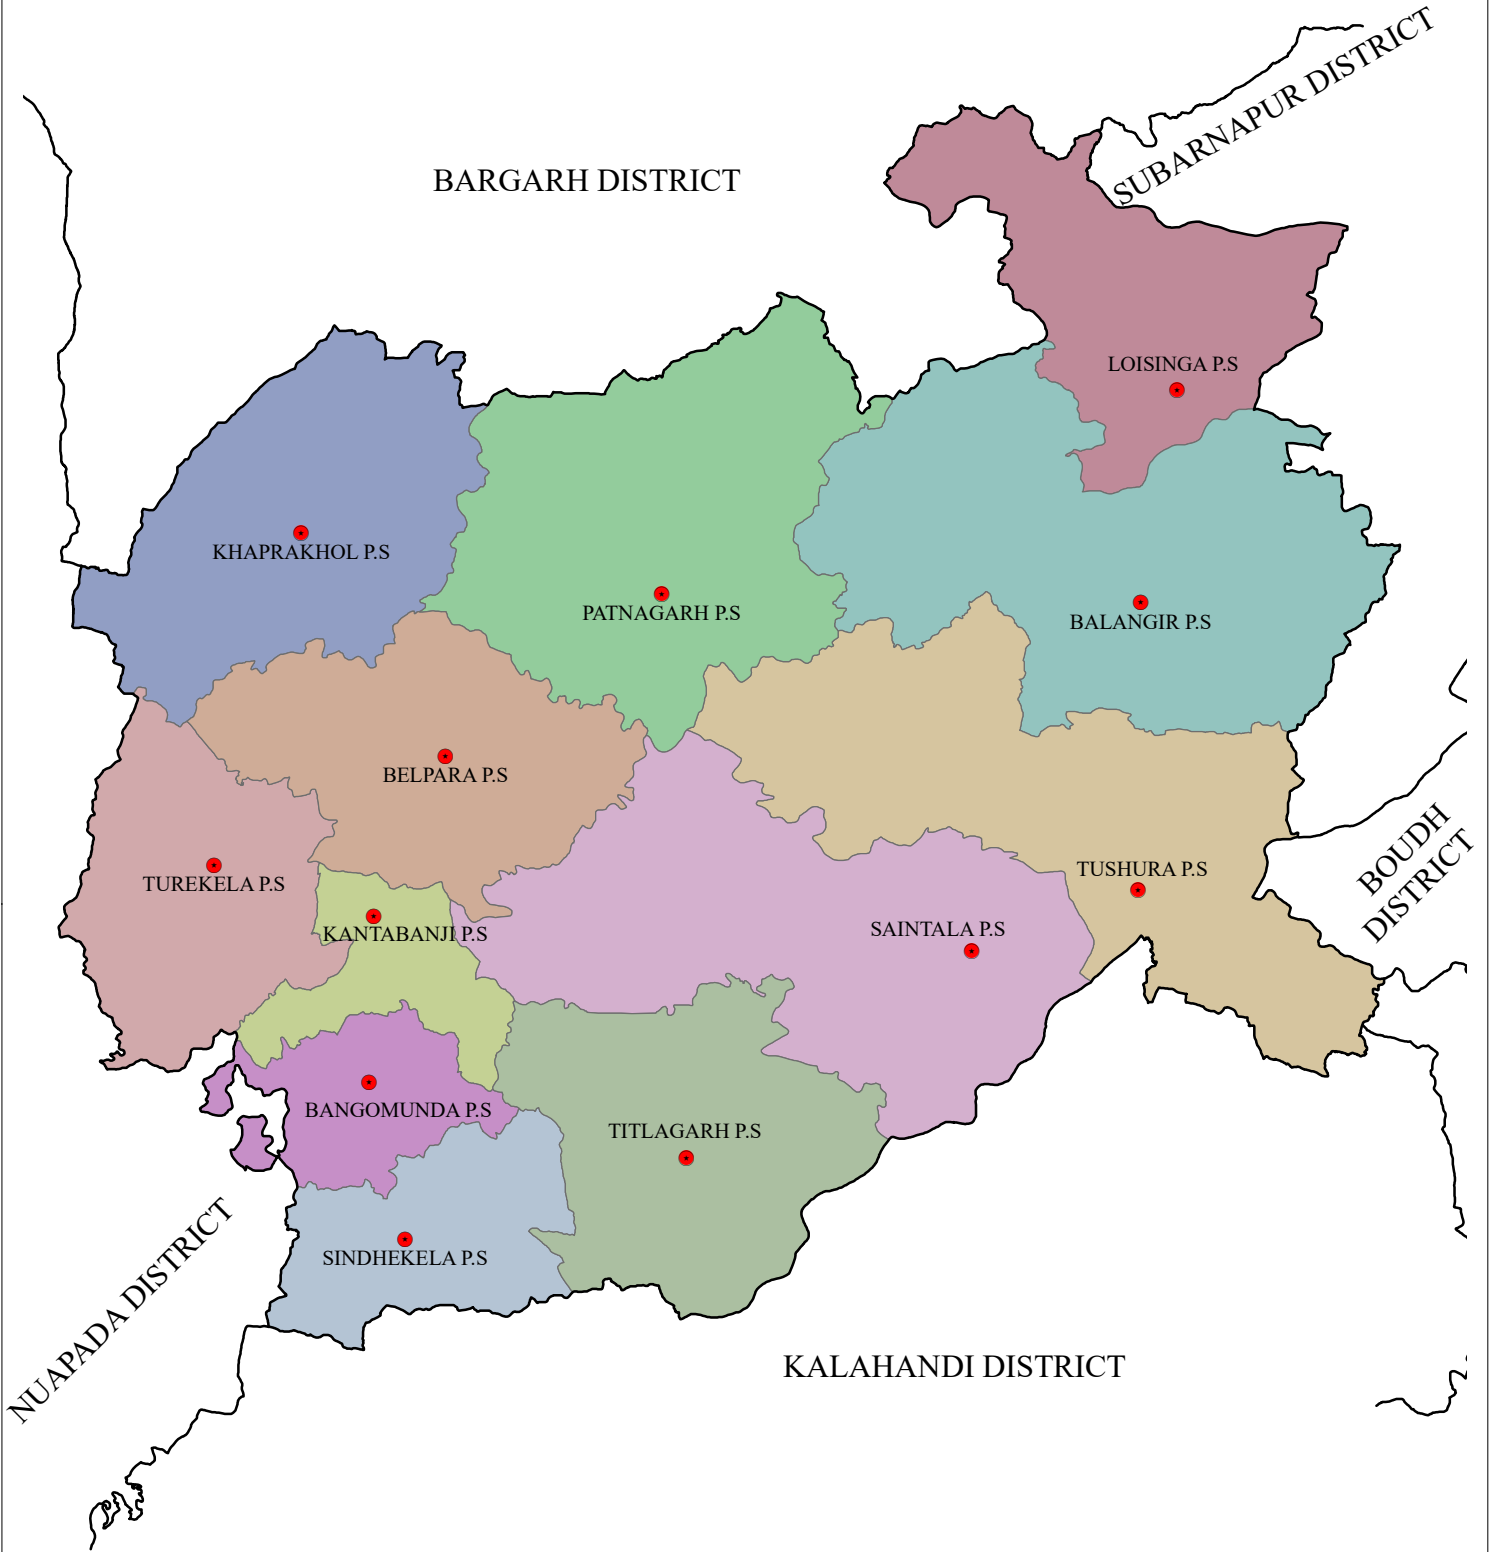 SUBARNAPUR DISTRICT
BARGARH DISTRICT
LOISINGA P.S
KHAPRAKHOL P.S
PATNAGARH P.S
BALANGIR P.S
BELPARA P.S
TUREKELA P.S
TUSHURA P.S
BOUDH
DISTRICT
KANTABANJI P.S
SAINTALA P.S
BANGOMUNDA P.S
TITLAGARH P.S
SINDHEKELA P.S
NUAPADA DISTRICT
KALAHANDI DISTRICT